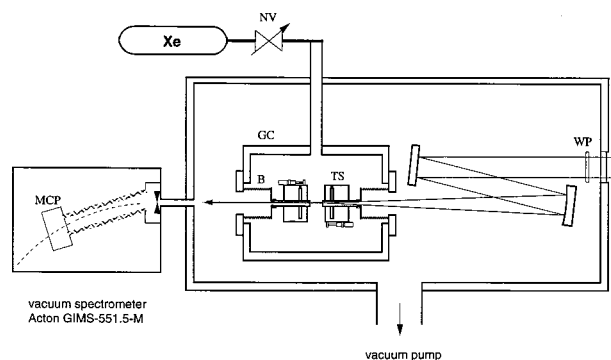 NV
Xe
GC
WP
B
TS
MCP
vacuum spectrometer
Acton GIMS-551.5-M
vacuum pump